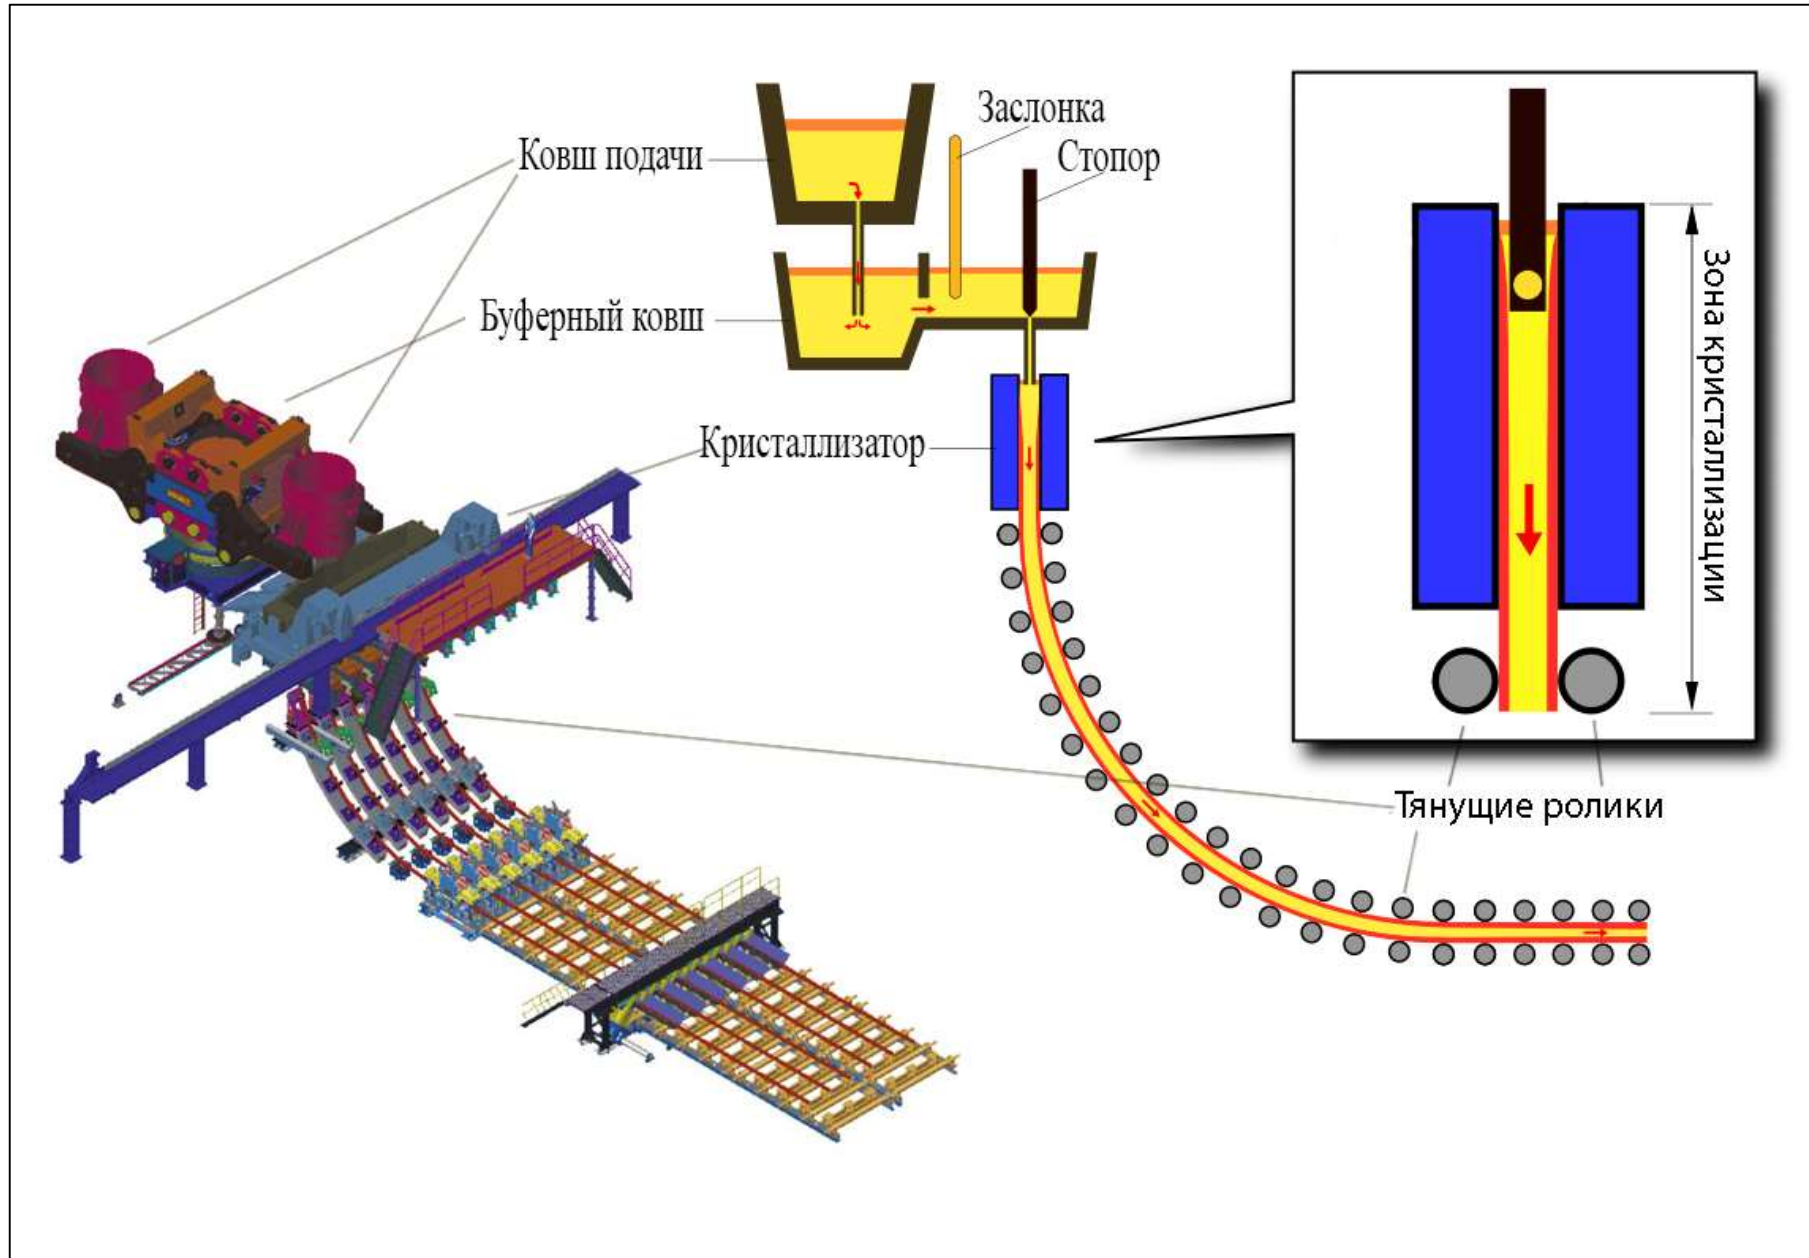 Заслонка
Ковш подачи
Стопор
Буферный ковш
Кристаллизатор
Зона кристаллизации
Тянущие ролики